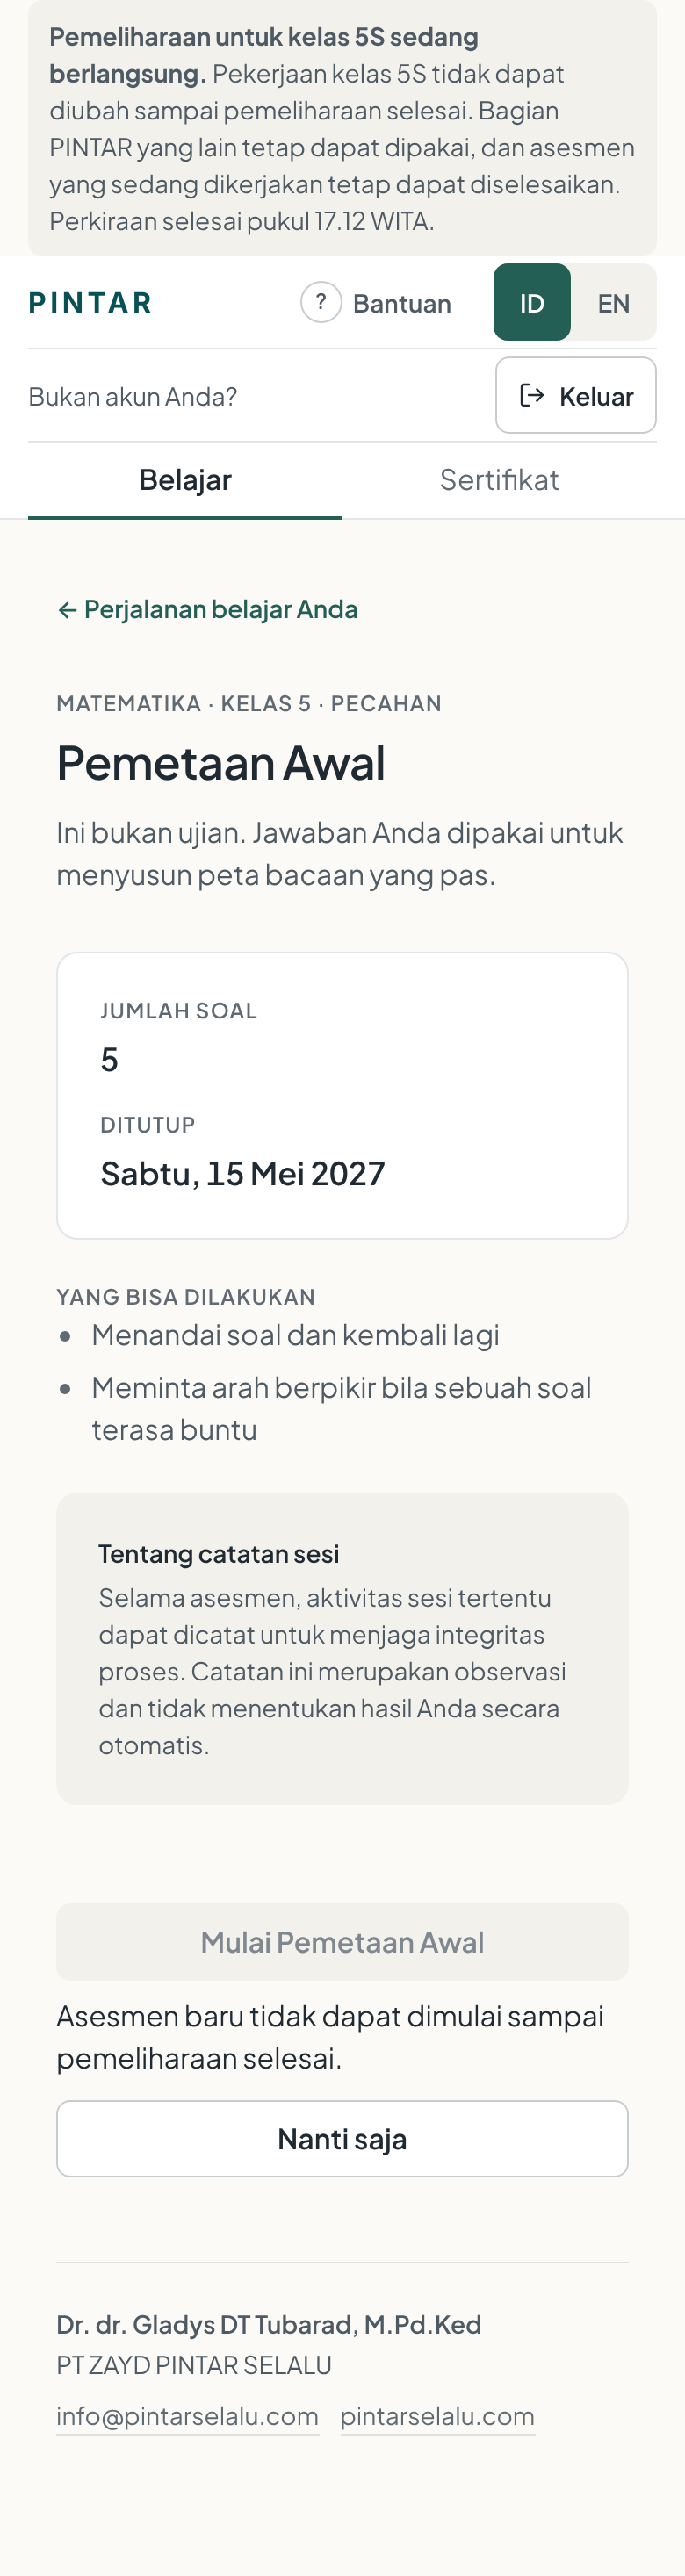 Pemeliharaan untuk kelas 5S sedang
berlangsung. Pekerjaan kelas 5S tidak dapat
diubah sampai pemeliharaan selesai. Bagian
PINTAR yang lain tetap dapat dipakai, dan asesmen
yang sedang dikerjakan tetap dapat diselesaikan.
Perkiraan selesai pukul 17.12 WITA.
PINTAR ? Bantuan ID EN
Bukan akun Anda? Keluar
Belajar Sertifikat
← Perjalanan belajar Anda
MATEMATIKA · KELAS 5 · PECAHAN
Pemetaan Awal
Ini bukan ujian. Jawaban Anda dipakai untuk
menyusun peta bacaan yang pas.
JUMLAH SOAL
5
DITUTUP
Sabtu, 15 Mei 2027
YANG BISA DILAKUKAN
• Menandai soal dan kembali lagi
• Meminta arah berpikir bila sebuah soal
terasa buntu
Tentang catatan sesi
Selama asesmen, aktivitas sesi tertentu
dapat dicatat untuk menjaga integritas
proses. Catatan ini merupakan observasi
dan tidak menentukan hasil Anda secara
otomatis.
Mulai Pemetaan Awal
Asesmen baru tidak dapat dimulai sampai
pemeliharaan selesai.
Nanti saja
Dr. dr. Gladys DT Tubarad, M.Pd.Ked
PT ZAYD PINTAR SELALU
info@pintarselalu.com pintarselalu.com